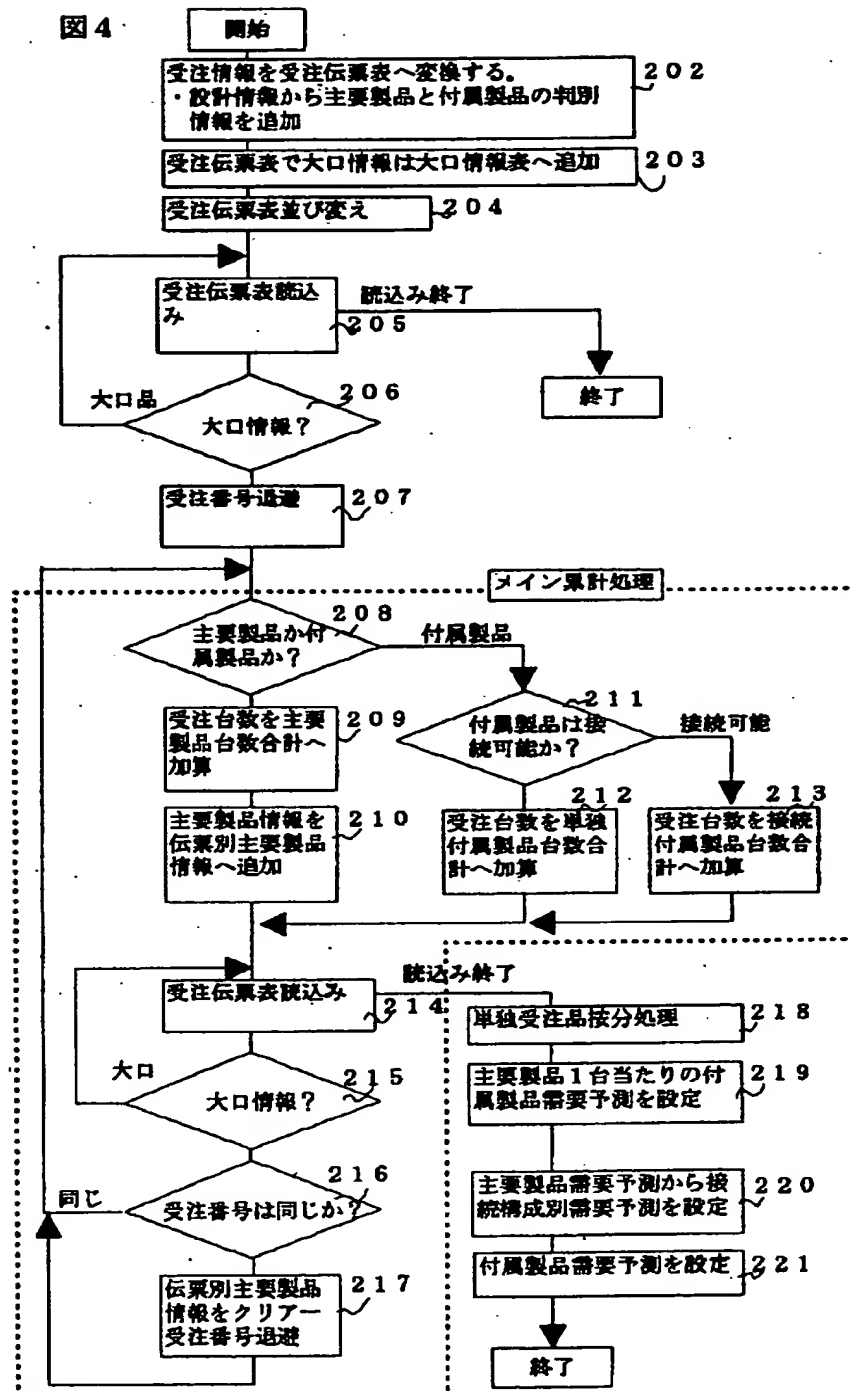 図4
開始
受注情報を受注伝票表へ変換する。
・設計情報から主要製品と付属製品の判別
情報を追加
202
受注伝票表で大口情報は大口情報表へ追加
203
受注伝票表並び変え
204
受注伝票表読込
み
205
読込み終了
終了
大口品
206
大口情報?
受注番号退避
207
メイン累計処理
208
主要製品か付
属製品か?
付属製品
受注台数を主要
製品台数合計へ
加算
209
211
付属製品は接
続可能か?
接続可能
主要製品情報を
伝票別主要製品
情報へ追加
210
212
受注台数を単独
付属製品台数合
計へ加算
213
受注台数を接続
付属製品台数合
計へ加算
受注伝票表読込み
214
読込み終了
大口
215
大口情報?
216
受注番号は同じか?
同じ
伝票別主要製品
情報をクリアー
受注番号退避
217
単独受注品按分処理
218
主要製品1台当たりの付
属製品需要予測を設定
219
主要製品需要予測から接
続構成別需要予測を設定
220
付属製品需要予測を設定
221
終了